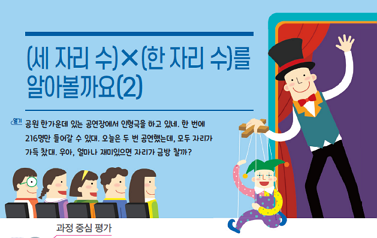 (세 자리 수)×(한 자리 수)를
알아볼까요(2)
공원 한가운데 있는 공연장에서 인형극을 하고 있네. 한 번에
216명만 들어갈 수 있대. 오늘은 두 번 공연했는데, 모두 자리가
가득 찼대. 우아, 얼마나 재미있으면 자리가 금방 찰까?
과정 중심 평가